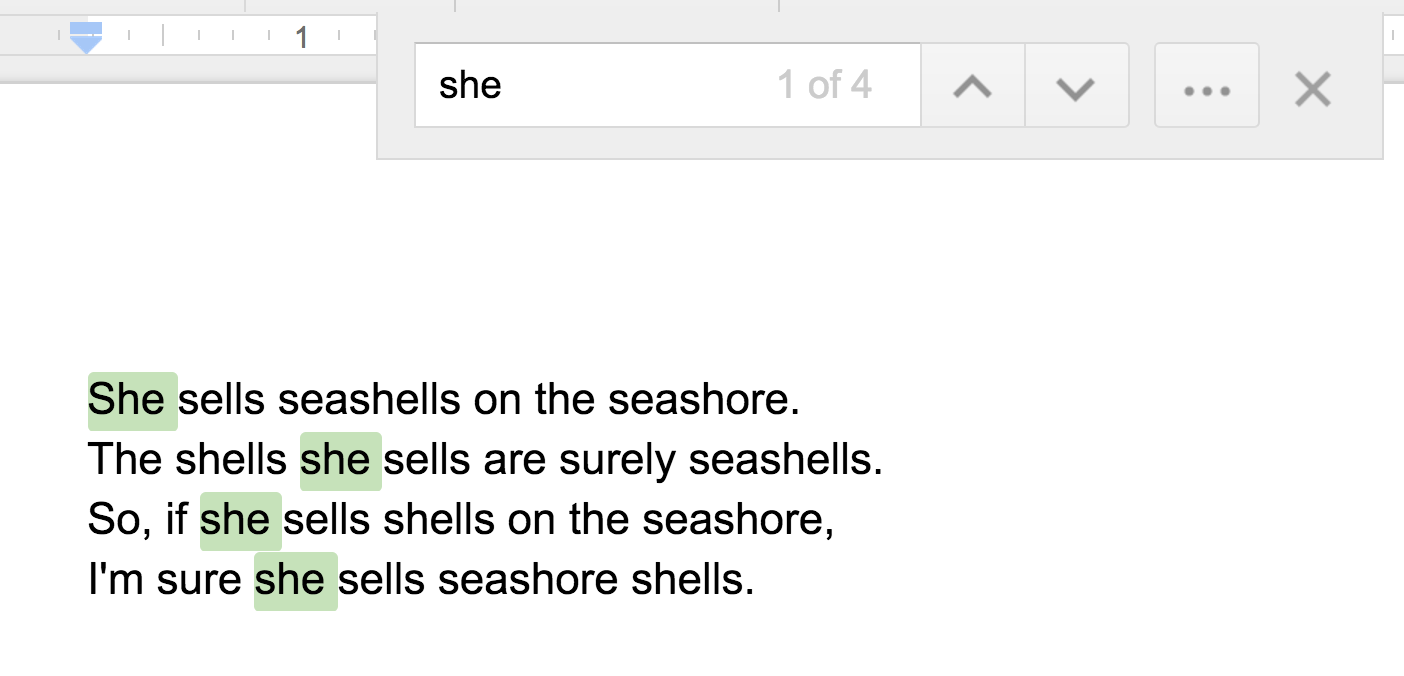 1
she 1 of 4
She sells seashells on the seashore.
The shells she sells are surely seashells.
So, if she sells shells on the seashore,
I'm sure she sells seashore shells.